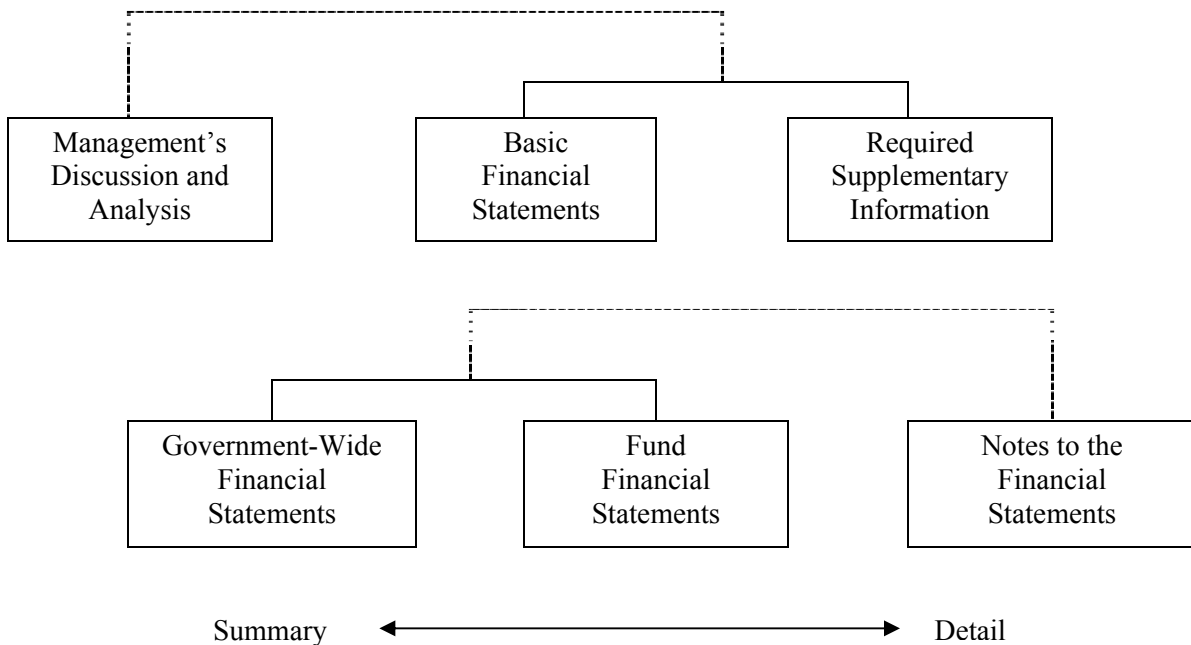 Management’s
Discussion and
Analysis
Basic
Financial
Statements
Required
Supplementary
Information
Government-Wide
Financial
Statements
Fund
Financial
Statements
Notes to the
Financial
Statements
Summary
Detail